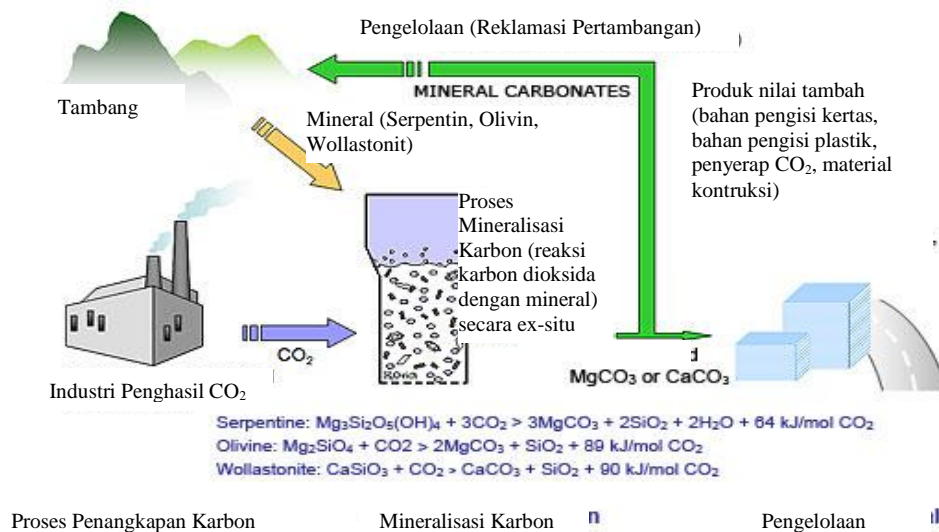 Pengelolaan (Reklamasi Pertambangan)
MINERAL CARBONATES
Tambang
Mineral (Serpentin, Olivin,
Wollastonit)
Produk nilai tambah
(bahan pengisi kertas,
bahan pengisi plastik,
penyerap CO₂, material
kontruksi)
Proses
Mineralisasi
Karbon (reaksi
karbon dioksida
dengan mineral)
secara ex-situ
CO₂
MgCO₃ or CaCO₃
Industri Penghasil CO₂
Serpentine: Mg₃Si₂O₅(OH)₄ + 3CO₂ > 3MgCO₃ + 2SiO₂ + 2H₂O + 64 kJ/mol CO₂
Olivine: Mg₂SiO₄ + CO2 > 2MgCO₃ + SiO₂ + 89 kJ/mol CO₂
Wollastonite: CaSiO₃ + CO₂ > CaCO₃ + SiO₂ + 90 kJ/mol CO₂
Proses Penangkapan Karbon
Mineralisasi Karbon
Pengelolaan